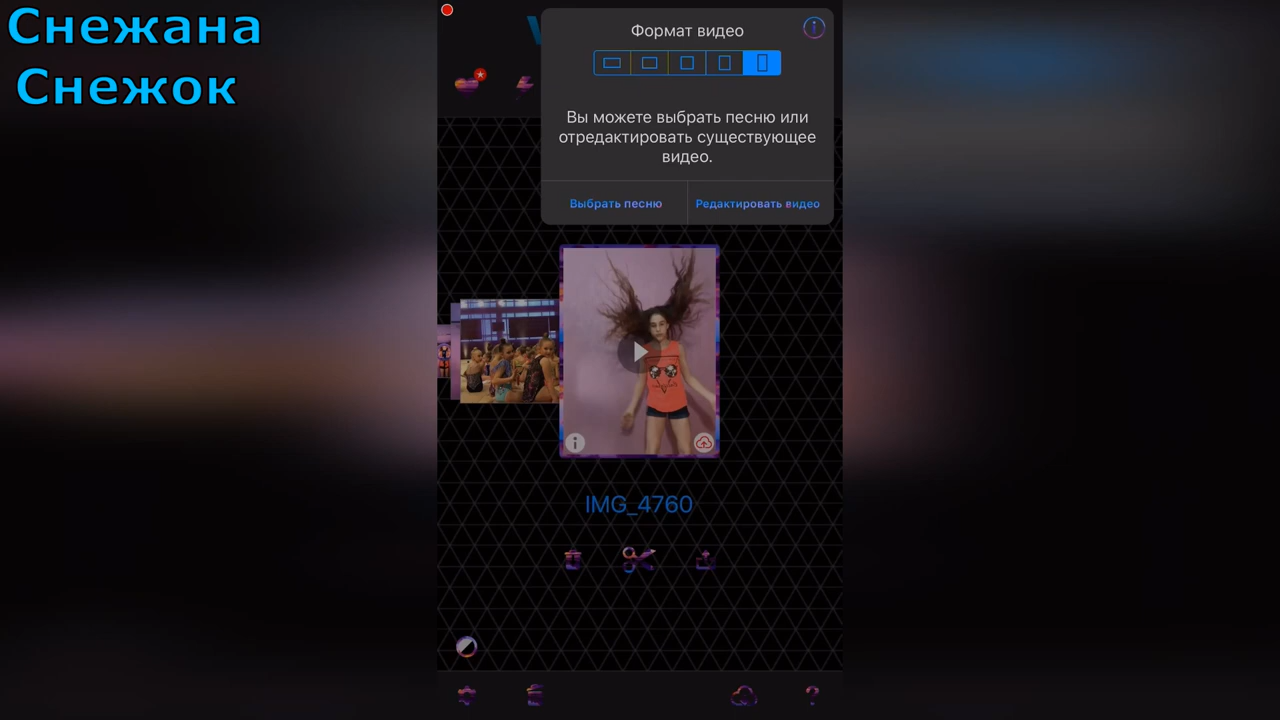 Снежана
Снежок
Формат видео
Вы можете выбрать песню или
отредактировать существующее
видео.
Выбрать песню
Редактировать видео
IMG_4760